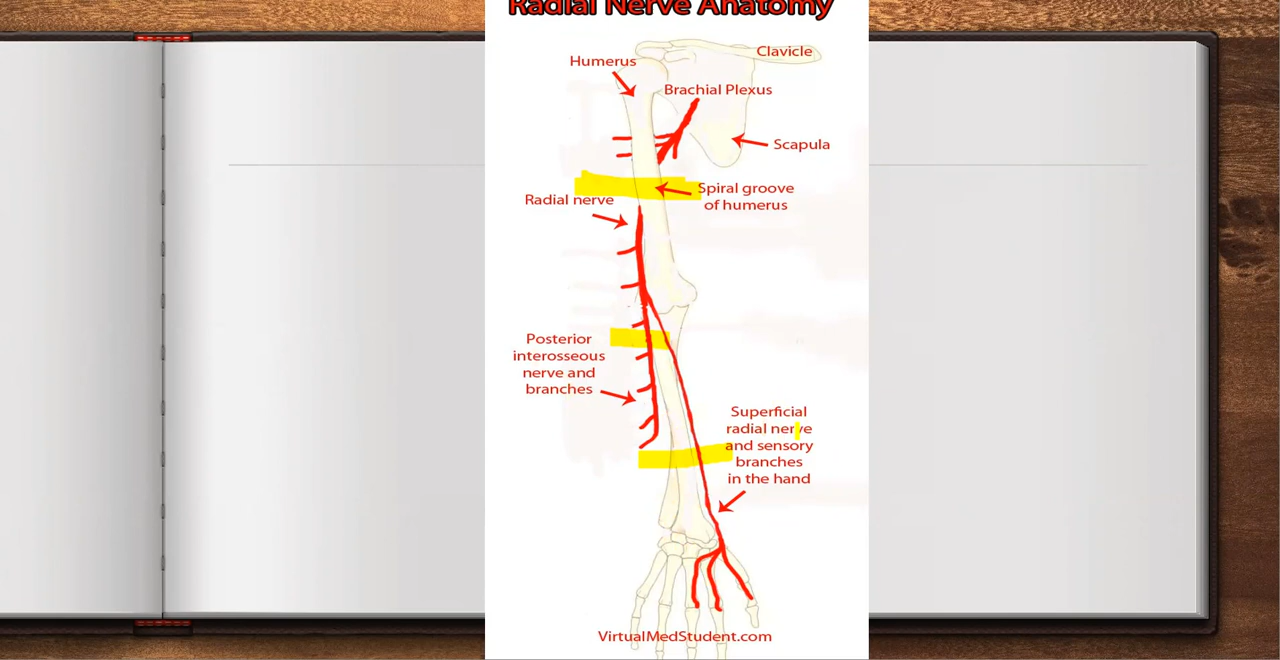 Radial Nerve Anatomy
Clavicle
Humerus
Brachial Plexus
Scapula
Spiral groove
of humerus
Radial nerve
Posterior
interosseous
nerve and
branches
Superficial
radial nerve
and sensory
branches
in the hand
VirtualMedStudent.com